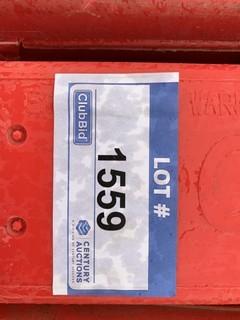 LOT #
1559
ClubBid
CENTURY
AUCTIONS